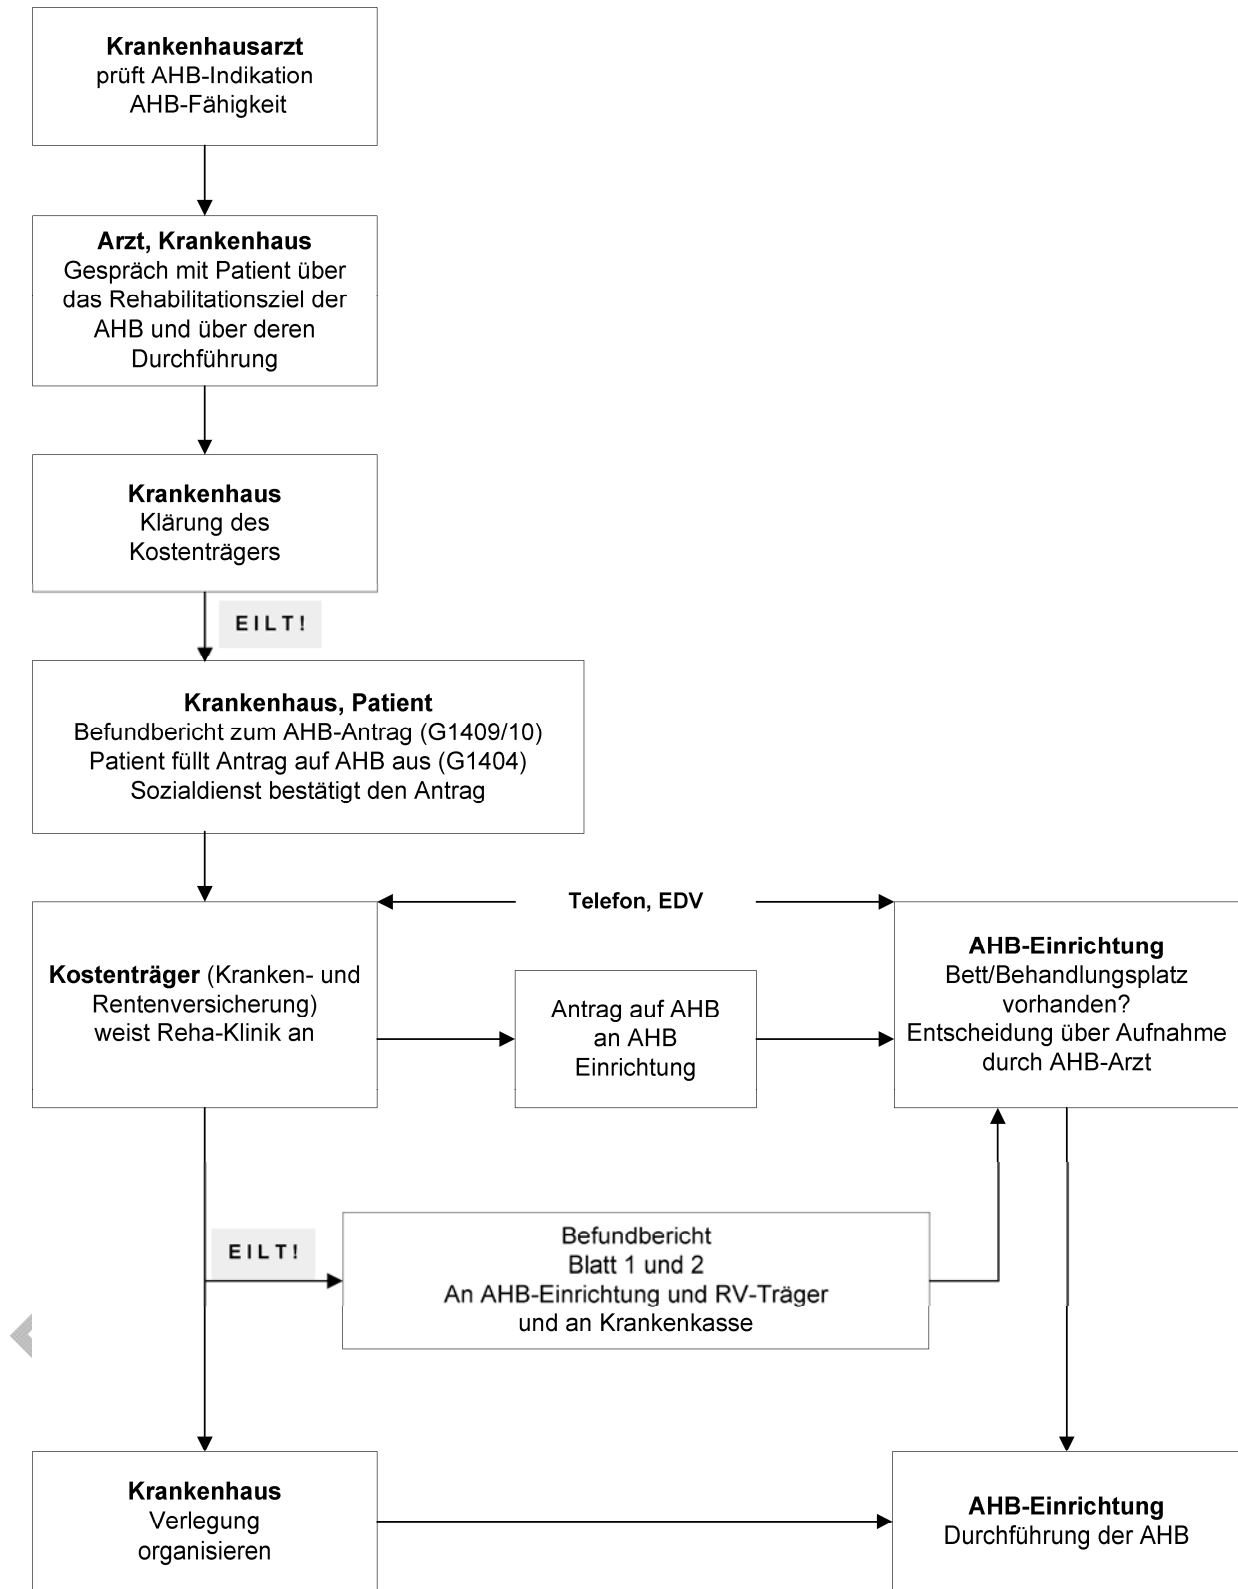 Krankenhausarzt
prüft AHB-Indikation
AHB-Fähigkeit
Arzt, Krankenhaus
Gespräch mit Patient über
das Rehabilitationsziel der
AHB und über deren
Durchführung
Krankenhaus
Klärung des
Kostenträgers
EILT!
Krankenhaus, Patient
Befundbericht zum AHB-Antrag (G1409/10)
Patient füllt Antrag auf AHB aus (G1404)
Sozialdienst bestätigt den Antrag
Telefon, EDV
Kostenträger (Kranken- und
Rentenversicherung)
weist Reha-Klinik an
Antrag auf AHB
an AHB
Einrichtung
AHB-Einrichtung
Bett/Behandlungsplatz
vorhanden?
Entscheidung über Aufnahme
durch AHB-Arzt
EILT!
Befundbericht
Blatt 1 und 2
An AHB-Einrichtung und RV-Träger
und an Krankenkasse
Krankenhaus
Verlegung
organisieren
AHB-Einrichtung
Durchführung der AHB